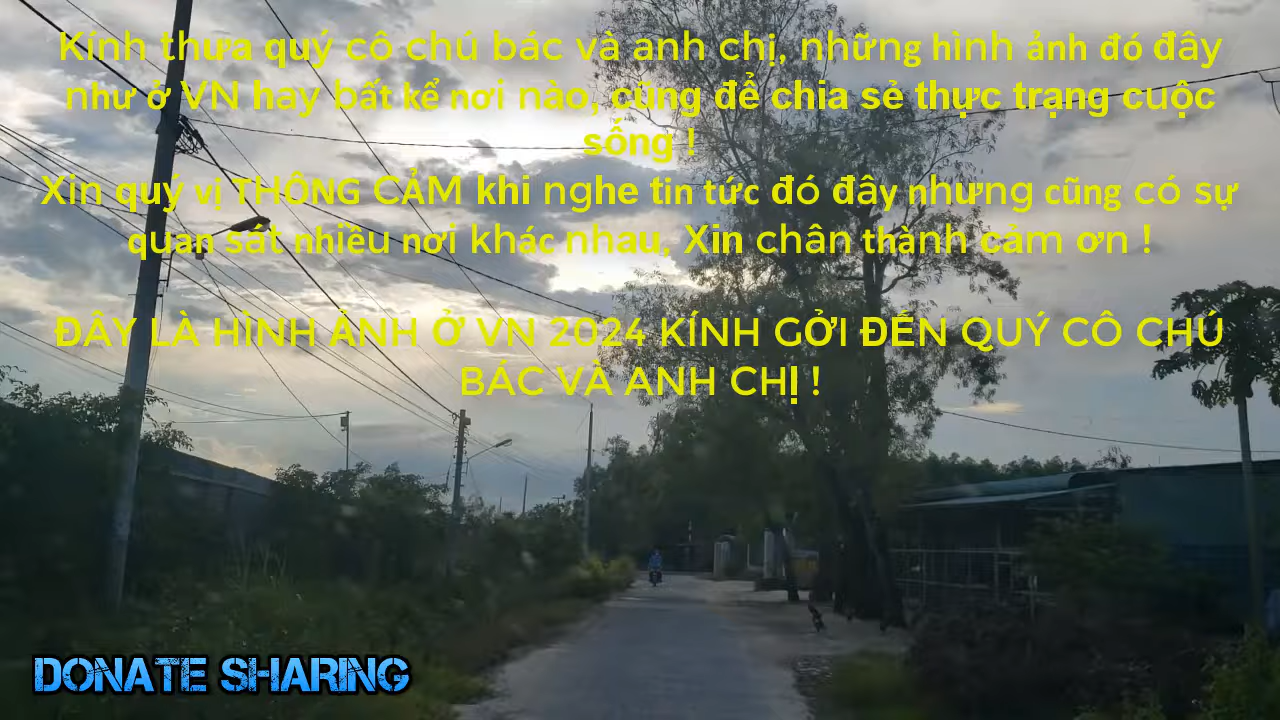 Kính thưa quý cô chú bác và anh chị, những hình ảnh đó đây
như ở VN hay bất kể nơi nào, cũng để chia sẻ thực trạng cuộc
sống !
Xin quý vị THÔNG CẢM khi nghe tin tức đó đây nhưng cũng có sự
quan sát nhiều nơi khác nhau, Xin chân thành cảm ơn !
ĐÂY LÀ HÌNH ẢNH Ở VN 2024 KÍNH GỞI ĐẾN QUÝ CÔ CHÚ
BÁC VÀ ANH CHỊ !
DONATE SHARING